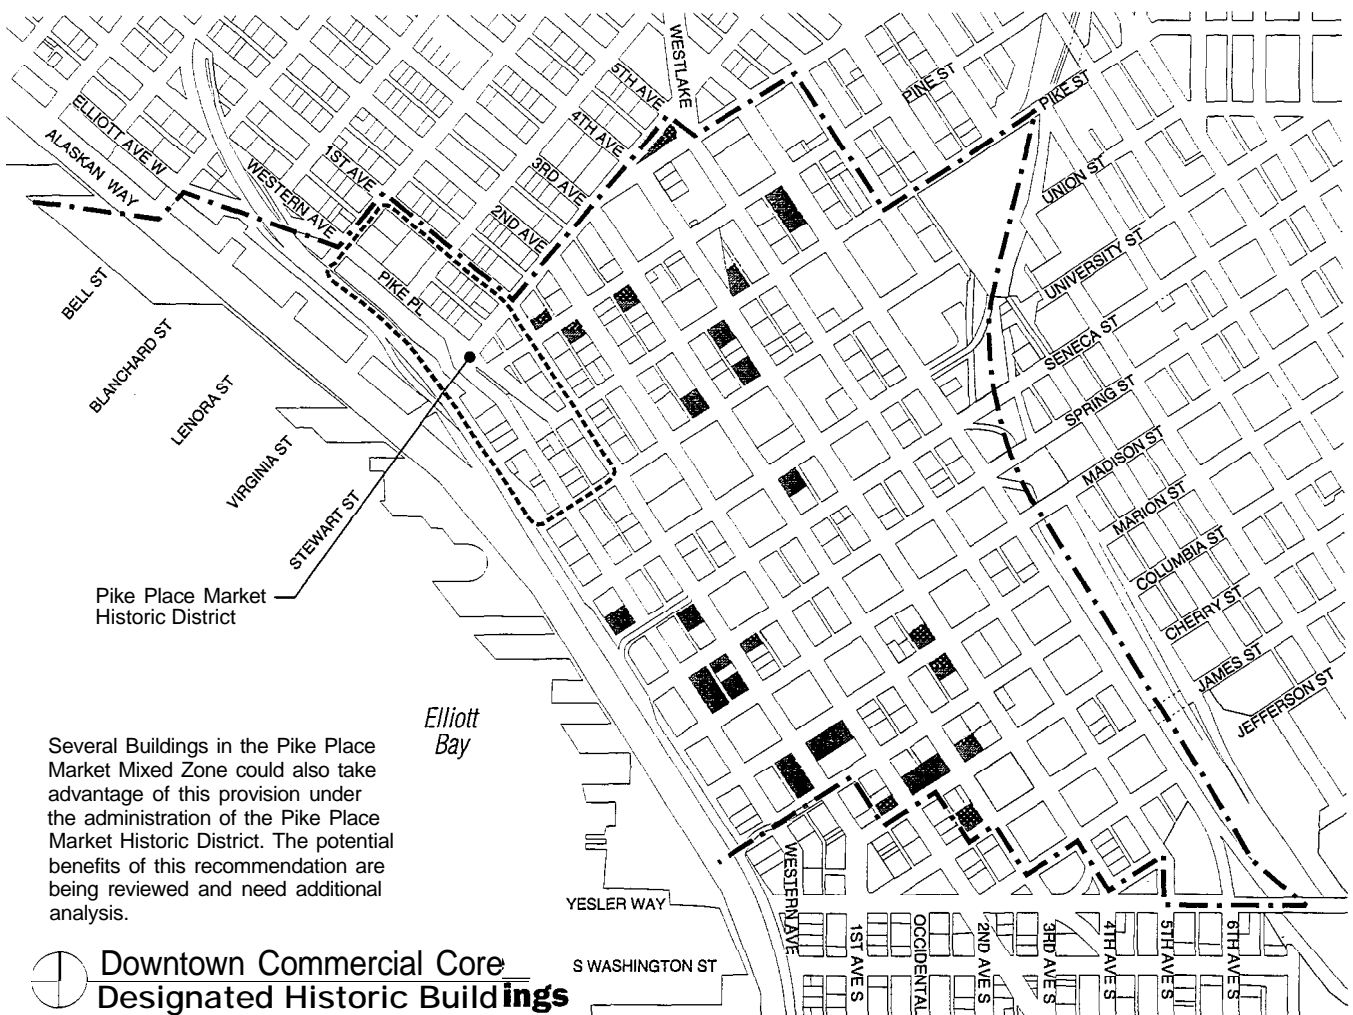 WESTLAKE
5TH AVE
4TH AVE
3RD AVE
2ND AVE
1ST AVE
WESTERN AVE
ELLIOTT AVE W
ALASKAN WAY
PINE ST
PIKE ST
UNION ST
UNIVERSITY ST
SENECA ST
SPRING ST
MADISON ST
MARION ST
COLUMBIA ST
CHERRY ST
JAMES ST
JEFFERSON ST
PIKE PL
BELL ST
BLANCHARD ST
LENORA ST
VIRGINIA ST
STEWART ST
Pike Place Market
Historic District
Elliott
Bay
Several Buildings in the Pike Place
Market Mixed Zone could also take
advantage of this provision under
the administration of the Pike Place
Market Historic District. The potential
benefits of this recommendation are
being reviewed and need additional
analysis.
YESLER WAY
S WASHINGTON ST
WESTERN AVE
1ST AVE S
OCCIDENTAL
2ND AVE S
3RD AVE S
4TH AVE S
5TH AVE S
6TH AVE S
Downtown Commercial Core
Designated Historic Buildings